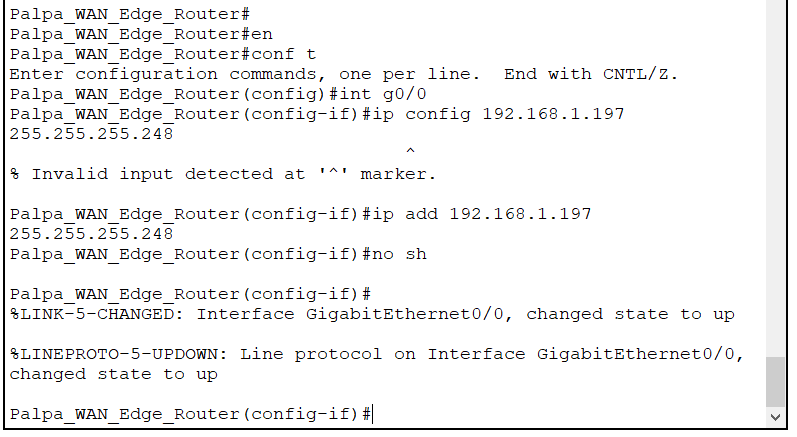 Palpa_WAN_Edge_Router#
Palpa_WAN_Edge_Router#en
Palpa_WAN_Edge_Router#conf t
Enter configuration commands, one per line.  End with CNTL/Z.
Palpa_WAN_Edge_Router(config)#int g0/0
Palpa_WAN_Edge_Router(config-if)#ip config 192.168.1.197
255.255.255.248
^
% Invalid input detected at '^' marker.
Palpa_WAN_Edge_Router(config-if)#ip add 192.168.1.197
255.255.255.248
Palpa_WAN_Edge_Router(config-if)#no sh
Palpa_WAN_Edge_Router(config-if)#
%LINK-5-CHANGED: Interface GigabitEthernet0/0, changed state to up
%LINEPROTO-5-UPDOWN: Line protocol on Interface GigabitEthernet0/0,
changed state to up
Palpa_WAN_Edge_Router(config-if)#